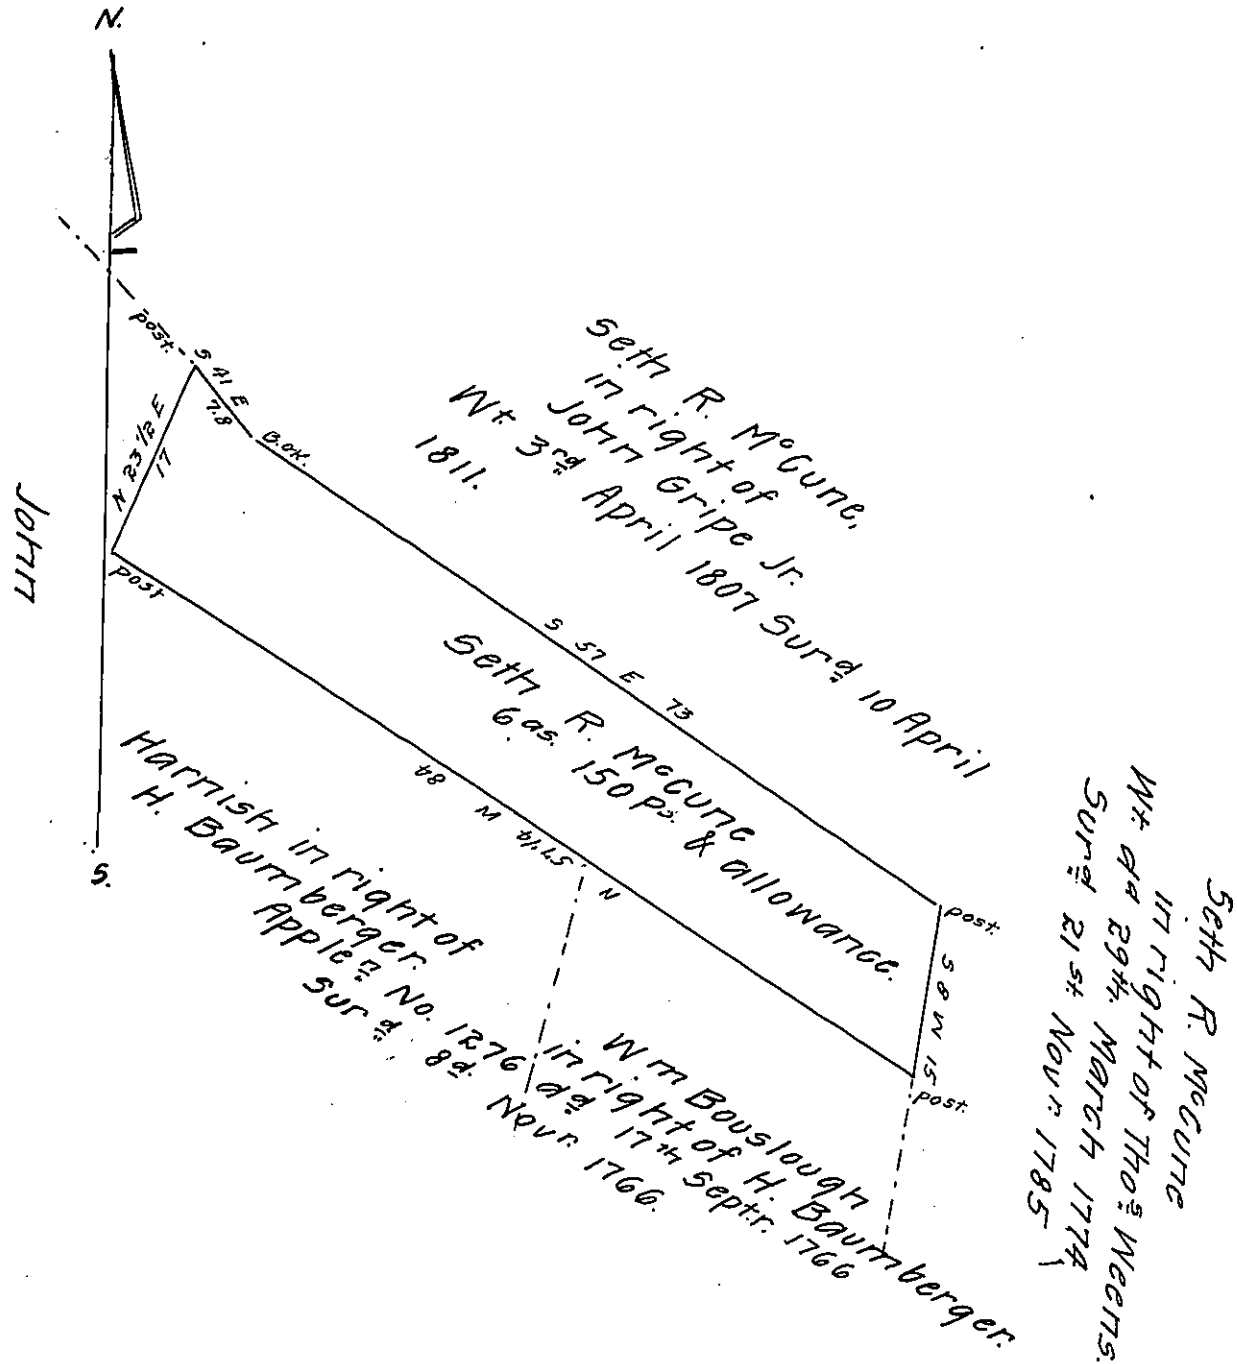 N.
post.
S 41 E
7.8
B.OK.
N 23 1/2 E
17
post
Seth R. McCune,
in right of
John Gripe Jr.
Wt. 3rd April 1807 Surd 10 April
1811.
S 57 E 73
Seth R. McCune
6 as. 150 ps. & allowance.
post.
S 8 W 15
post.
N 57 1/4 W 84
John
Harnish in right of
H. Baumberger.
Applen No. 1276 dd 17th Septr. 1766
Surd 8d. Novr. 1766.
Wm Bouslough
in right of H. Baumberger.
Seth R. McCune
in right of Thos Weems.
Wt dd 29th. March 1774
Surd 21st Novr. 1785
S.